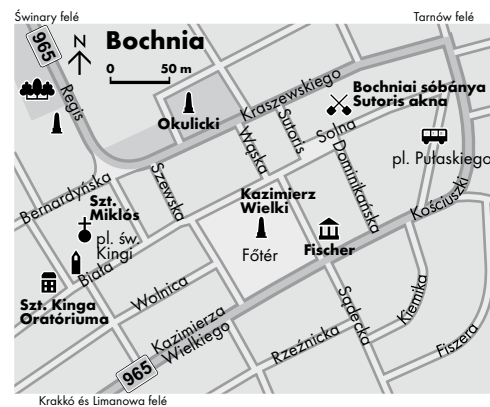 Świnary felé
Tarnów felé
965
N
Bochnia
0 50 m
Regis
Okulicki
Kraszewskiego
Bochniai sóbánya
Sutoris akna
Sutoris
Solna
Wąska
Dominikańska
pl. Pułaskiego
Bernardyńska
Szewska
Szt.
Miklós
pl. św.
Kingi
Kazimierz
Wielki
Főtér
Fischer
Kościuszki
Biała
Szt. Kinga
Oratóriuma
Wolnica
Kazimierza
Wielkiego
Sądecka
Kiemika
Rzeźnicka
Fiszera
965
Krakkó és Limanowa felé